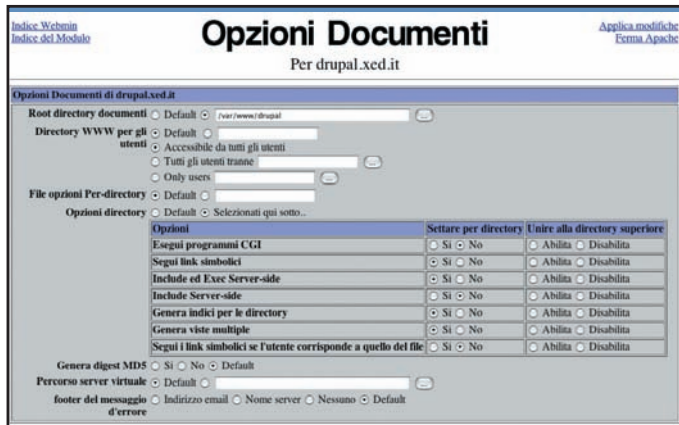 Indice Webmin
Indice del Modulo
Opzioni Documenti
Applica modifiche
Ferma Apache
Per drupal.xed.it
Opzioni Documenti di drupal.xed.it
Root directory documenti Default /var/www/drupal ...
Directory WWW per gli utenti Default
Accessibile da tutti gli utenti
Tutti gli utenti tranne ...
Only users ...
File opzioni Per-directory Default
Opzioni directory Default Selezionati qui sotto..
Opzioni Settare per directory Unire alla directory superiore
Esegui programmi CGI Si No Abilita Disabilita
Segui link simbolici Si No Abilita Disabilita
Include ed Exec Server-side Si No Abilita Disabilita
Include Server-side Si No Abilita Disabilita
Genera indici per le directory Si No Abilita Disabilita
Genera viste multiple Si No Abilita Disabilita
Segui i link simbolici se l'utente corrisponde a quello del file Si No Abilita Disabilita
Genera digest MD5 Si No Default
Percorso server virtuale Default ...
footer del messaggio d'errore Indirizzo email Nome server Nessuno Default